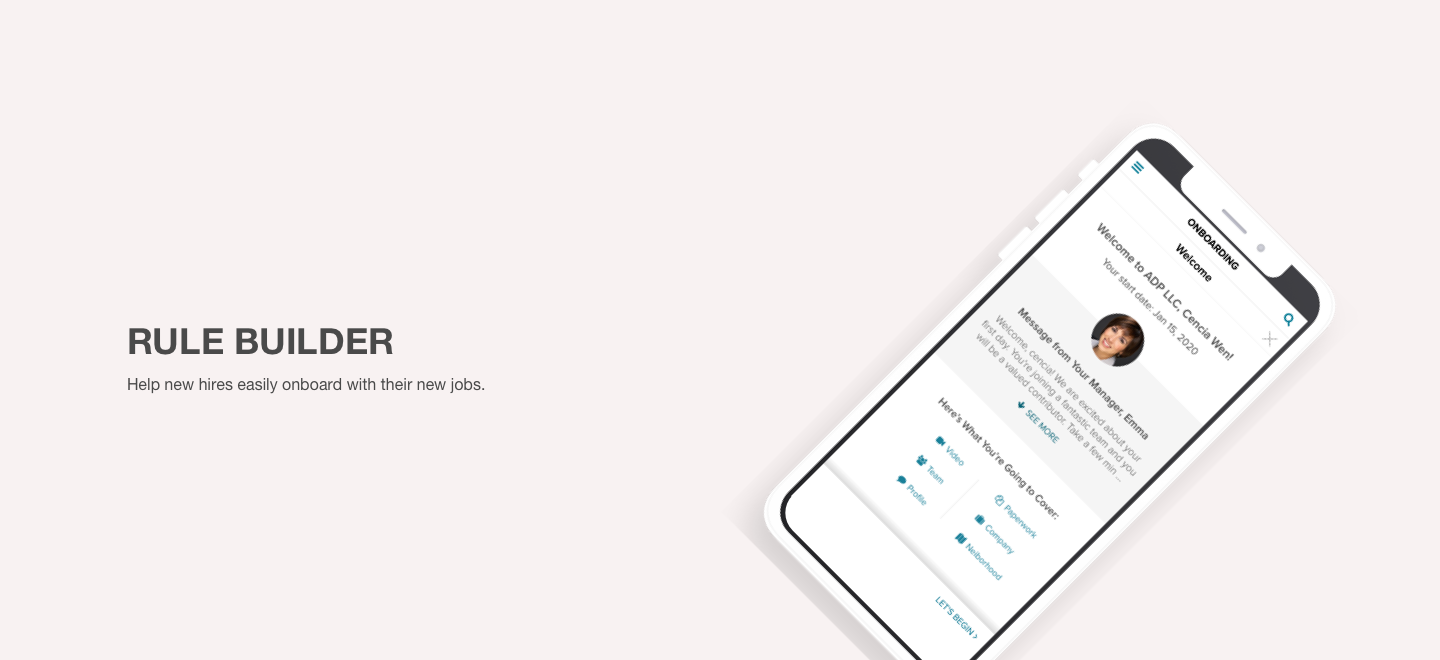 RULE BUILDER
Help new hires easily onboard with their new jobs.
ONBOARDING
Welcome
Welcome to ADP LLC, Cencia Wen!
Your start date: Jan 15, 2020
Message from Your Manager, Emma
Welcome, cencia! We are excited about your
first day. You're joining a fantastic team and you
will be a valued contributor. Take a few min ...
SEE MORE
Here's What You're Going to Cover:
Video
Paperwork
Team
Company
Profile
Neiborhood
LET'S BEGIN